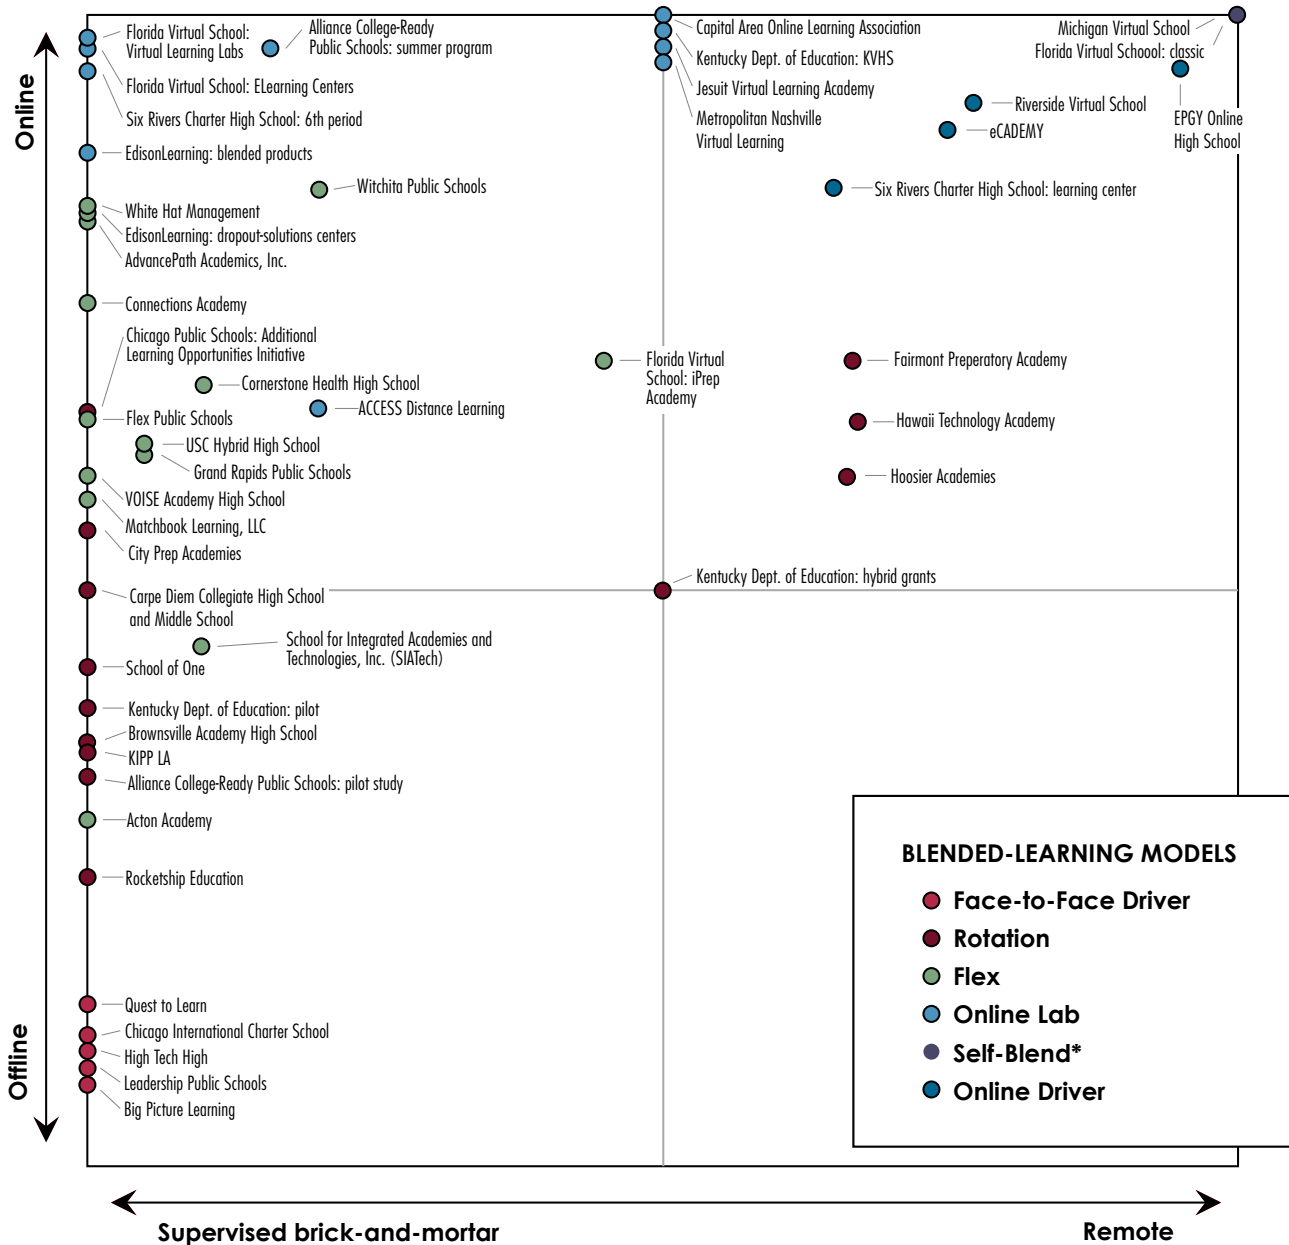 Online
Offline
Florida Virtual School:
Virtual Learning Labs
Alliance College-Ready
Public Schools: summer program
Florida Virtual School: ELearning Centers
Six Rivers Charter High School: 6th period
EdisonLearning: blended products
Witchita Public Schools
White Hat Management
EdisonLearning: dropout-solutions centers
AdvancePath Academics, Inc.
Connections Academy
Chicago Public Schools: Additional
Learning Opportunities Initiative
Cornerstone Health High School
ACCESS Distance Learning
Flex Public Schools
USC Hybrid High School
Grand Rapids Public Schools
VOISE Academy High School
Matchbook Learning, LLC
City Prep Academies
Carpe Diem Collegiate High School
and Middle School
School for Integrated Academies and
Technologies, Inc. (SIATech)
School of One
Kentucky Dept. of Education: pilot
Brownsville Academy High School
KIPP LA
Alliance College-Ready Public Schools: pilot study
Acton Academy
Rocketship Education
Quest to Learn
Chicago International Charter School
High Tech High
Leadership Public Schools
Big Picture Learning
Capital Area Online Learning Association
Kentucky Dept. of Education: KVHS
Jesuit Virtual Learning Academy
Metropolitan Nashville
Virtual Learning
Michigan Virtual School
Florida Virtual Schoool: classic
Riverside Virtual School
eCADEMY
EPGY Online
High School
Six Rivers Charter High School: learning center
Florida Virtual
School: iPrep
Academy
Fairmont Preperatory Academy
Hawaii Technology Academy
Hoosier Academies
Kentucky Dept. of Education: hybrid grants
BLENDED-LEARNING MODELS
Face-to-Face Driver
Rotation
Flex
Online Lab
Self-Blend*
Online Driver
Supervised brick-and-mortar
Remote